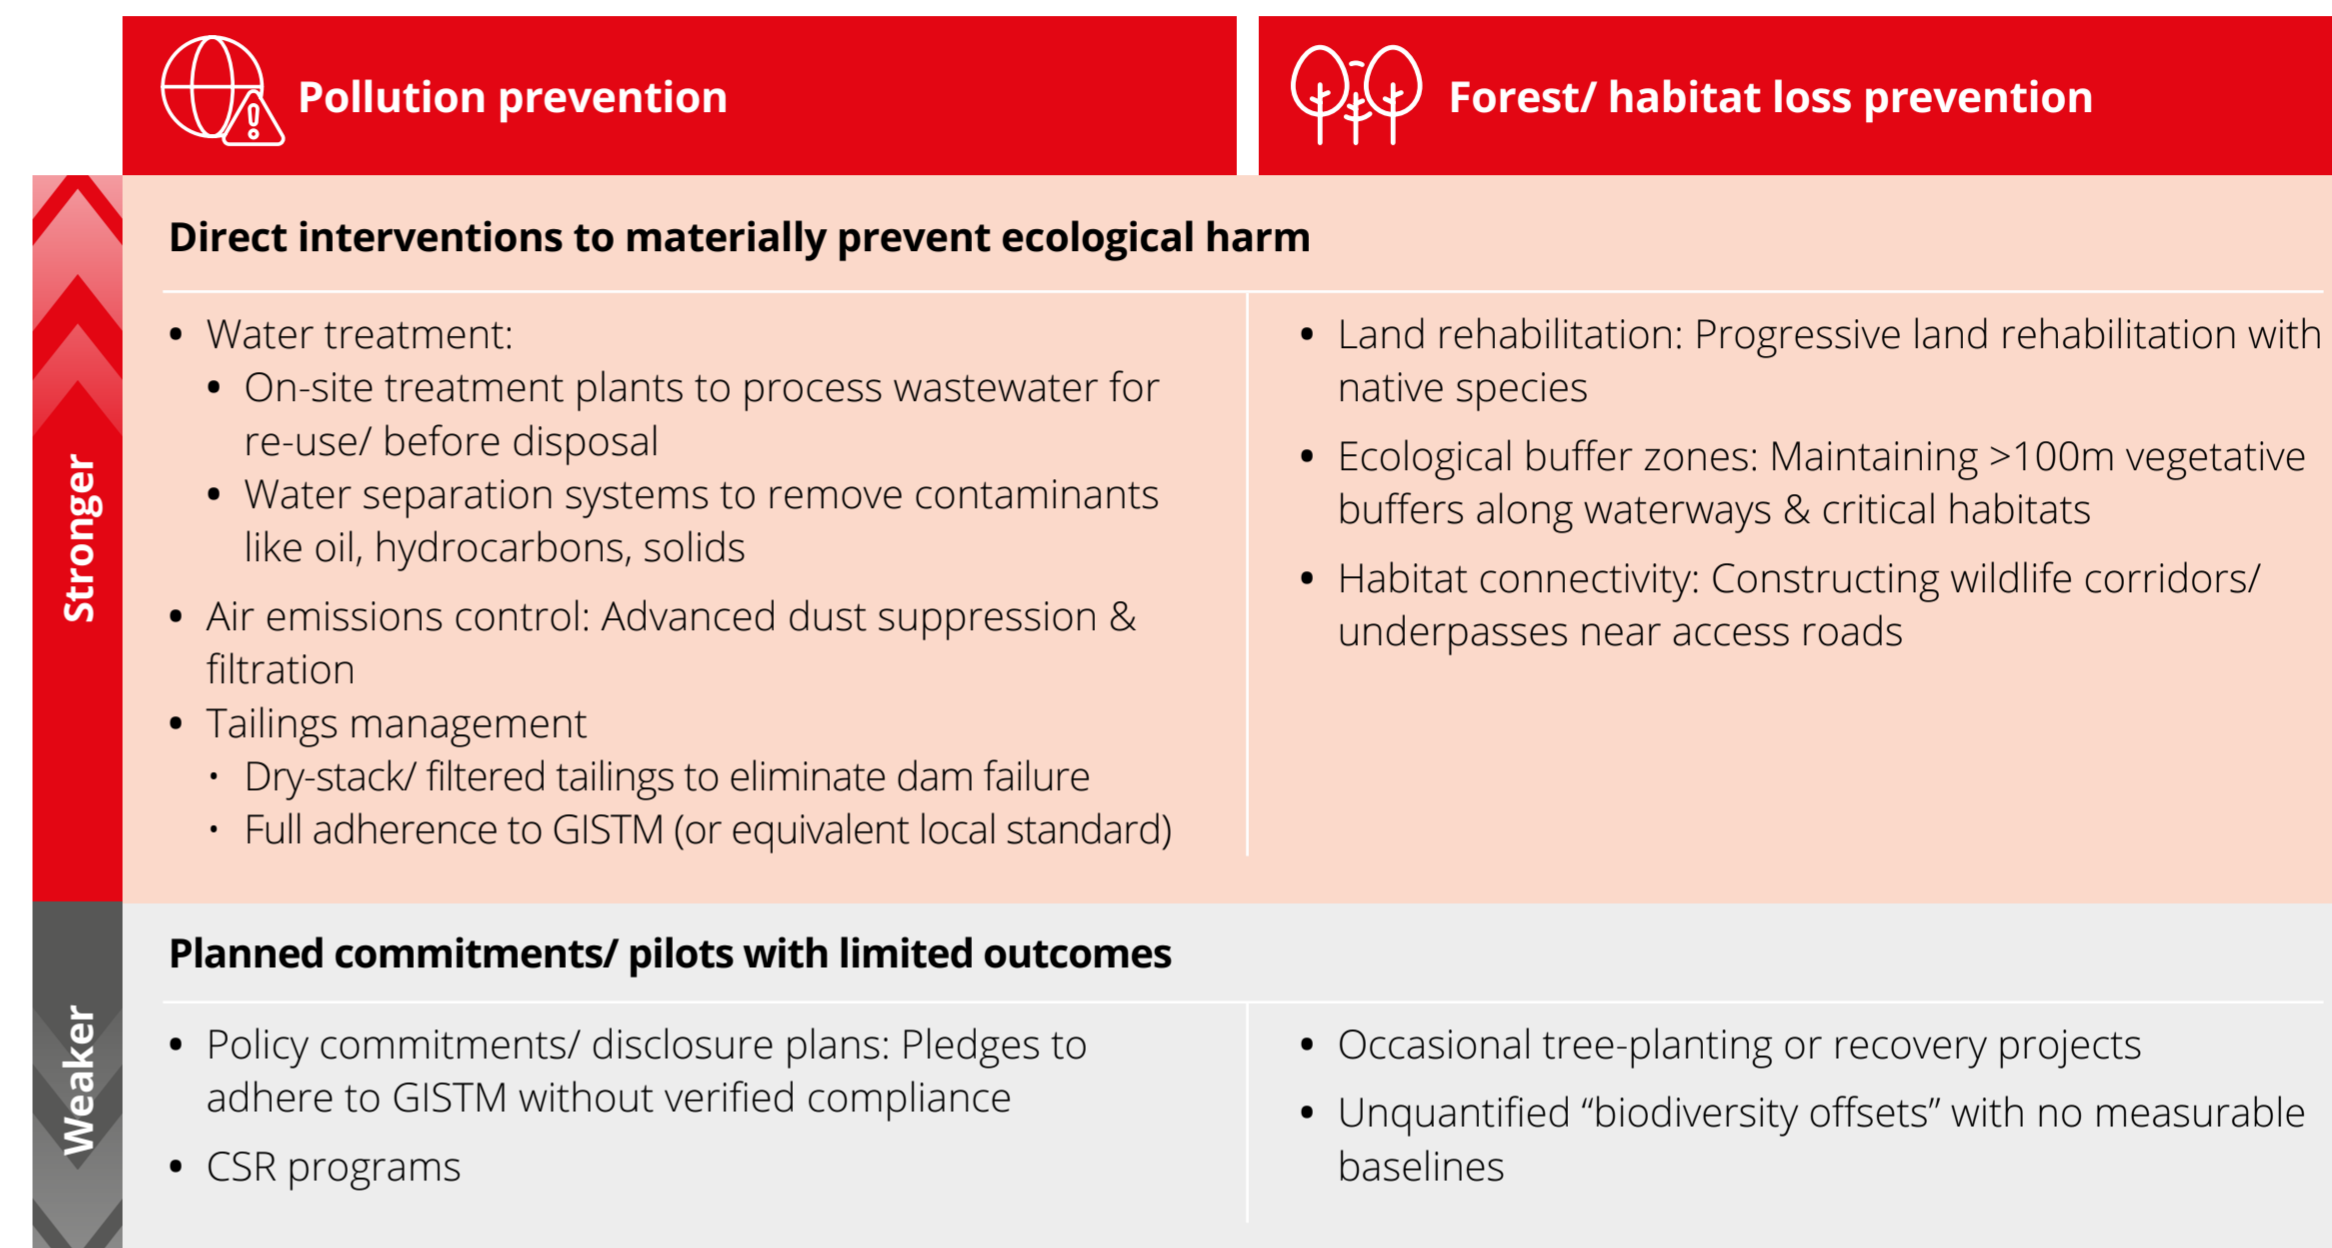 Pollution prevention
Forest/ habitat loss prevention
Stronger
Direct interventions to materially prevent ecological harm
• Water treatment:
• On-site treatment plants to process wastewater for
re-use/ before disposal
• Water separation systems to remove contaminants
like oil, hydrocarbons, solids
• Air emissions control: Advanced dust suppression &
filtration
• Tailings management
• Dry-stack/ filtered tailings to eliminate dam failure
• Full adherence to GISTM (or equivalent local standard)
• Land rehabilitation: Progressive land rehabilitation with
native species
• Ecological buffer zones: Maintaining >100m vegetative
buffers along waterways & critical habitats
• Habitat connectivity: Constructing wildlife corridors/
underpasses near access roads
Weaker
Planned commitments/ pilots with limited outcomes
• Policy commitments/ disclosure plans: Pledges to
adhere to GISTM without verified compliance
• CSR programs
• Occasional tree-planting or recovery projects
• Unquantified “biodiversity offsets” with no measurable
baselines